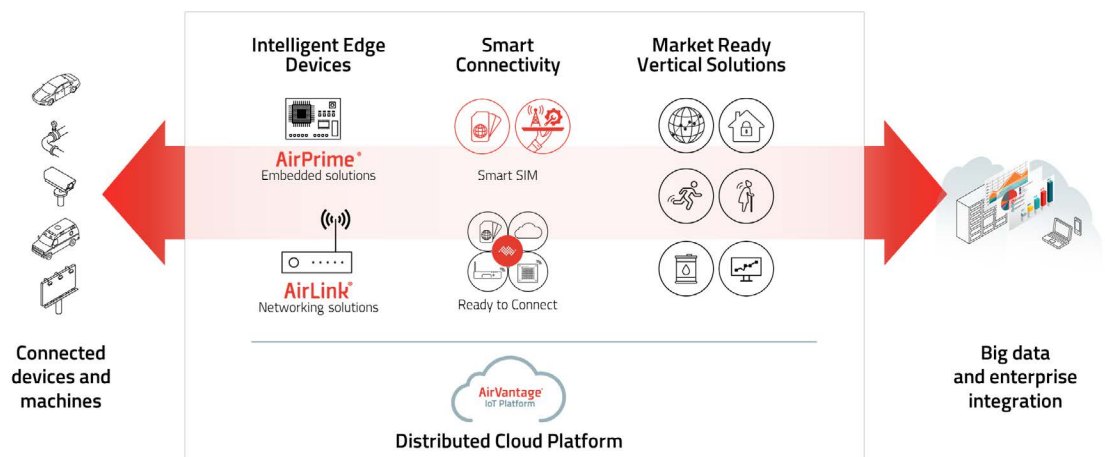 Intelligent Edge
Devices
Smart
Connectivity
Market Ready
Vertical Solutions
AirPrime®
Embedded solutions
Smart SIM
AirLink®
Networking solutions
Ready to Connect
Connected
devices and
machines
Big data
and enterprise
integration
AirVantage®
IoT Platform
Distributed Cloud Platform